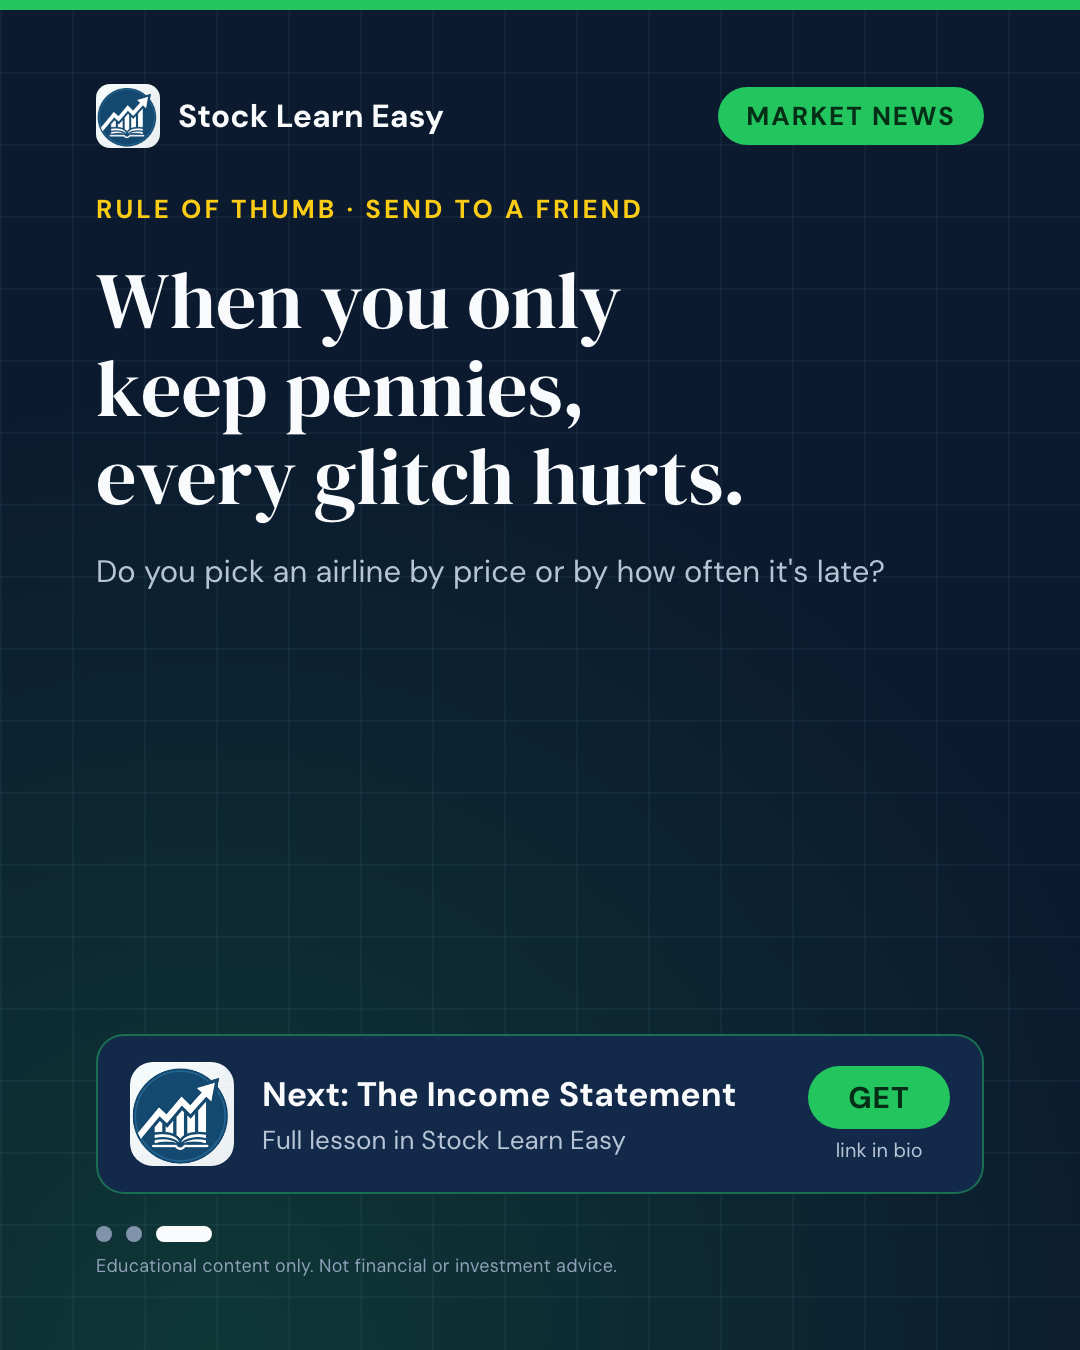 Stock Learn Easy
MARKET NEWS
RULE OF THUMB · SEND TO A FRIEND
When you only
keep pennies,
every glitch hurts.
Do you pick an airline by price or by how often it's late?
Next: The Income Statement
Full lesson in Stock Learn Easy
GET
link in bio
Educational content only. Not financial or investment advice.